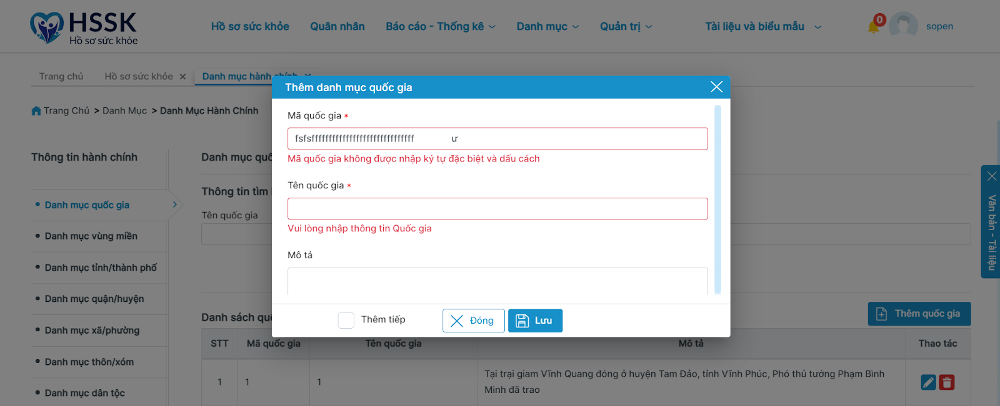 HSSK
Hồ sơ sức khỏe
Hồ sơ sức khỏe Quân nhân Báo cáo - Thống kê Danh mục Quản trị Tài liệu và biểu mẫu 0 sopen
Trang chủ Hồ sơ sức khỏe Danh mục hành chính
Trang Chủ > Danh Mục > Danh Mục Hành Chính
Thông tin hành chính
Danh mục quốc gia
Danh mục vùng miền
Danh mục tỉnh/thành phố
Danh mục quận/huyện
Danh mục xã/phường
Danh mục thôn/xóm
Danh mục dân tộc
Danh mục quố
Thông tin tìm
Tên quốc gia
Thêm danh mục quốc gia
Mã quốc gia *
fsfsffffffffffffffffffffffffffffff ư
Mã quốc gia không được nhập ký tự đặc biệt và dấu cách
Tên quốc gia *
Vui lòng nhập thông tin Quốc gia
Mô tả
Thêm tiếp Đóng Lưu
Văn bản - Tài liệu
Danh sách quố
Thêm quốc gia
STT Mã quốc gia Tên quốc gia Mô tả Thao tác
1 1 1 Tại trại giam Vĩnh Quang đóng ở huyện Tam Đảo, tỉnh Vĩnh Phúc, Phó thủ tướng Phạm Bình
Minh đã trao